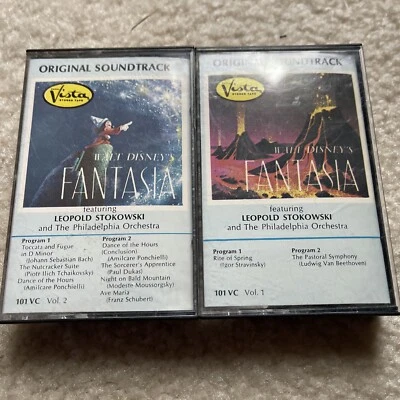 ORIGINAL SOUNDTRACK
Vista
STEREO TAPE
WALT DISNEY'S
FANTASIA
featuring
LEOPOLD STOKOWSKI
and The Philadelphia Orchestra
Program 1
Toccata and Fugue
in D Minor
(Johann Sebastian Bach)
The Nutcracker Suite
(Piotr Ilich Tchaikovsky)
Dance of the Hours
(Amilcare Ponchielli)
Program 2
Dance of the Hours
(Conclusion)
(Amilcare Ponchielli)
The Sorcerer's Apprentice
(Paul Dukas)
Night on Bald Mountain
(Modeste Moussorgsky)
Ave Maria
(Franz Schubert)
101 VC Vol. 2
ORIGINAL SOUNDTRACK
Vista
STEREO TAPE
WALT DISNEY'S
FANTASIA
featuring
LEOPOLD STOKOWSKI
and The Philadelphia Orchestra
Program 1
Rite of Spring
(Igor Stravinsky)
Program 2
The Pastoral Symphony
(Ludwig Van Beethoven)
101 VC Vol. 1